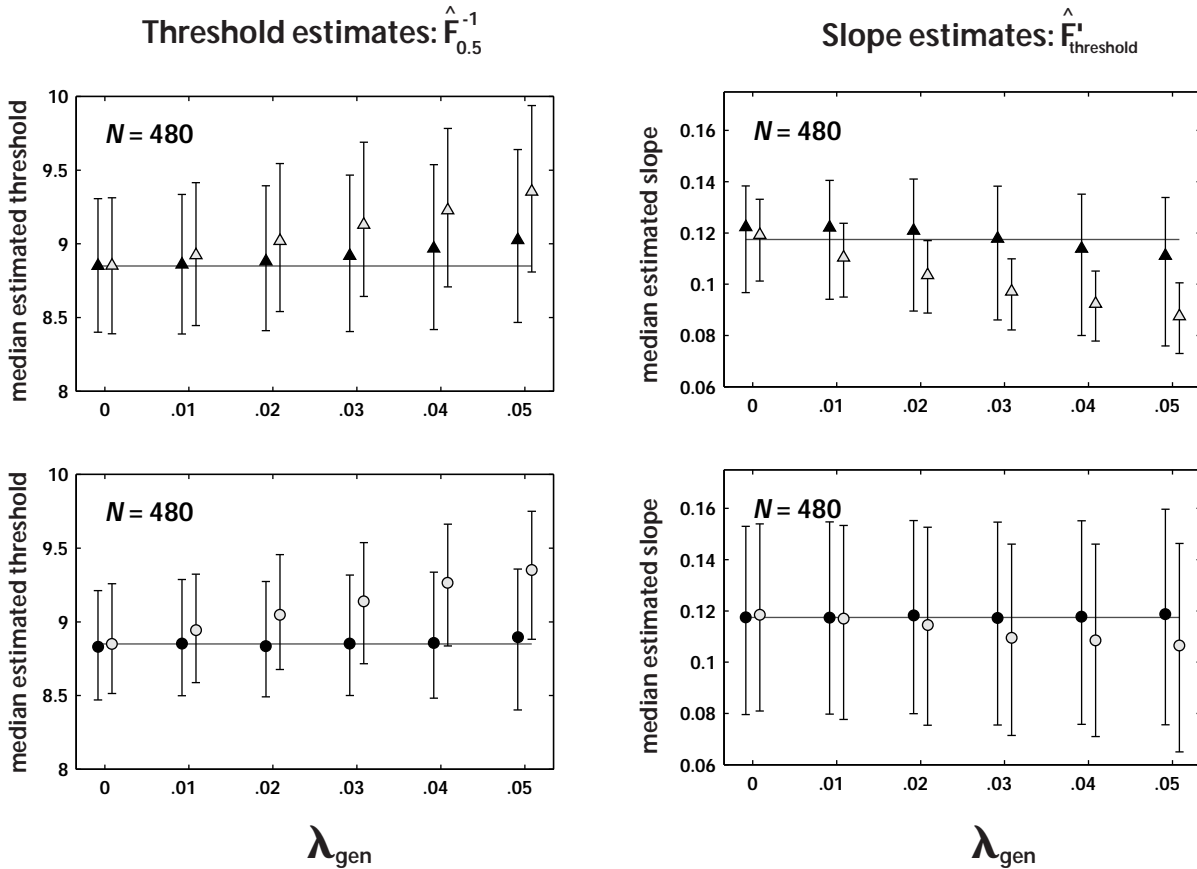 Threshold estimates: F̂⁻¹₀.₅
Slope estimates: F̂'threshold
median estimated threshold
10
9.5
9
8.5
8
N = 480
0 .01 .02 .03 .04 .05
median estimated slope
0.16
0.14
0.12
0.1
0.08
0.06
N = 480
0 .01 .02 .03 .04 .05
median estimated threshold
10
9.5
9
8.5
8
N = 480
0 .01 .02 .03 .04 .05
λgen
median estimated slope
0.16
0.14
0.12
0.1
0.08
0.06
N = 480
0 .01 .02 .03 .04 .05
λgen